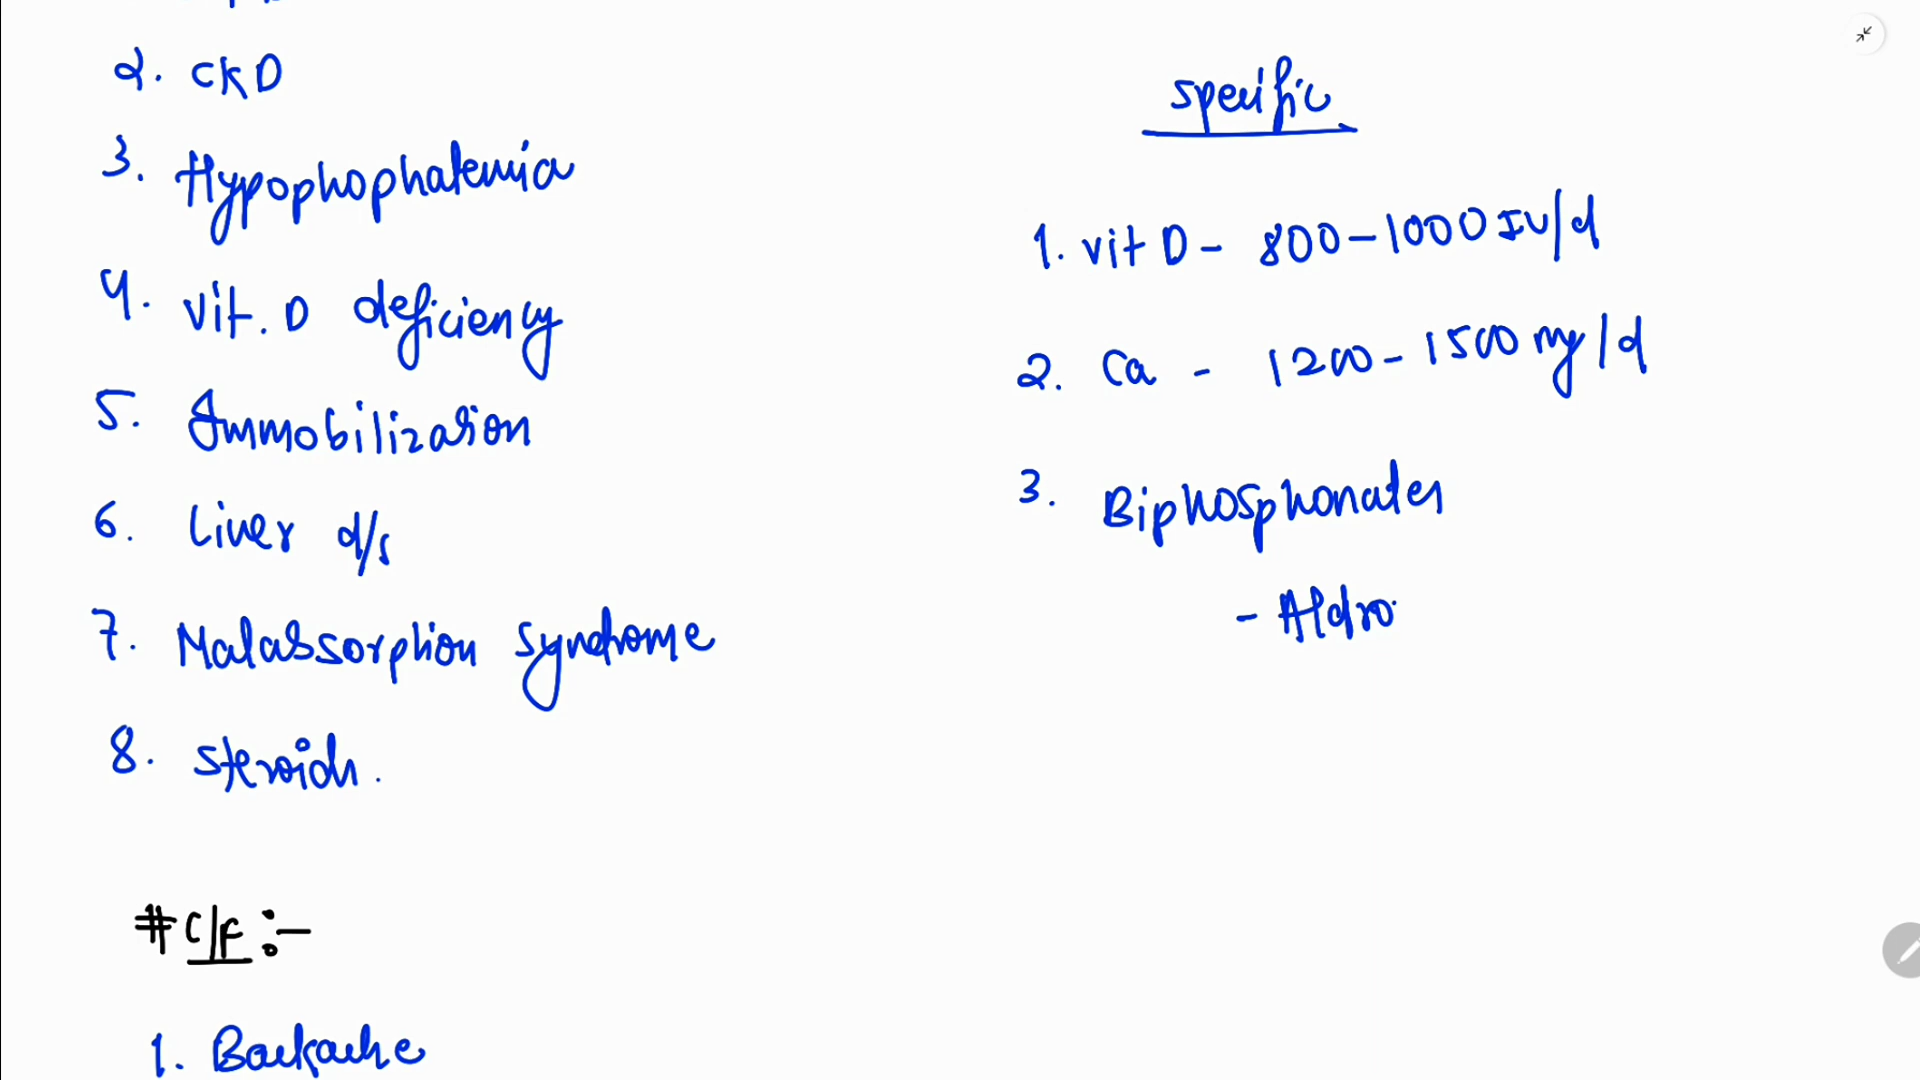 2. CKD
3. Hypophophatemia
4. Vit. D deficiency
5. Immobilization
6. Liver d/s
7. Malabsorption syndrome
8. Steroids.
#C/F :-
1. Backache
Specific
1. vit D - 800-1000 IU/d
2. Ca - 1200-1500 mg/d
3. Biphosphonates
- Aldro